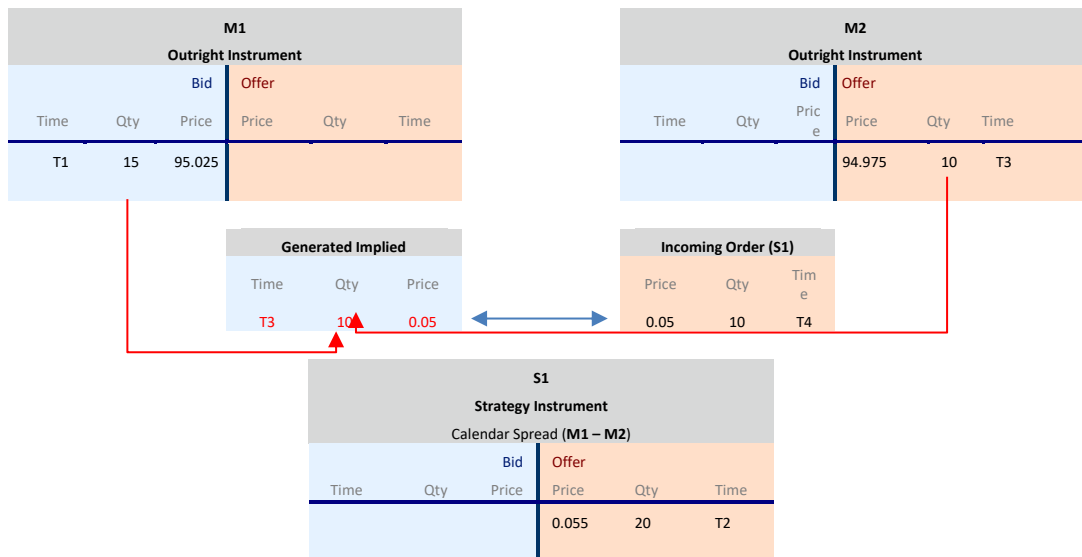 M1
Outright Instrument
Bid Offer
Time Qty Price Price Qty Time
T1 15 95.025
M2
Outright Instrument
Bid Offer
Time Qty Pric
e Price Qty Time
94.975 10 T3
Generated Implied
Time Qty Price
T3 10 0.05
Incoming Order (S1)
Price Qty Tim
e
0.05 10 T4
S1
Strategy Instrument
Calendar Spread (M1 – M2)
Bid Offer
Time Qty Price Price Qty Time
0.055 20 T2